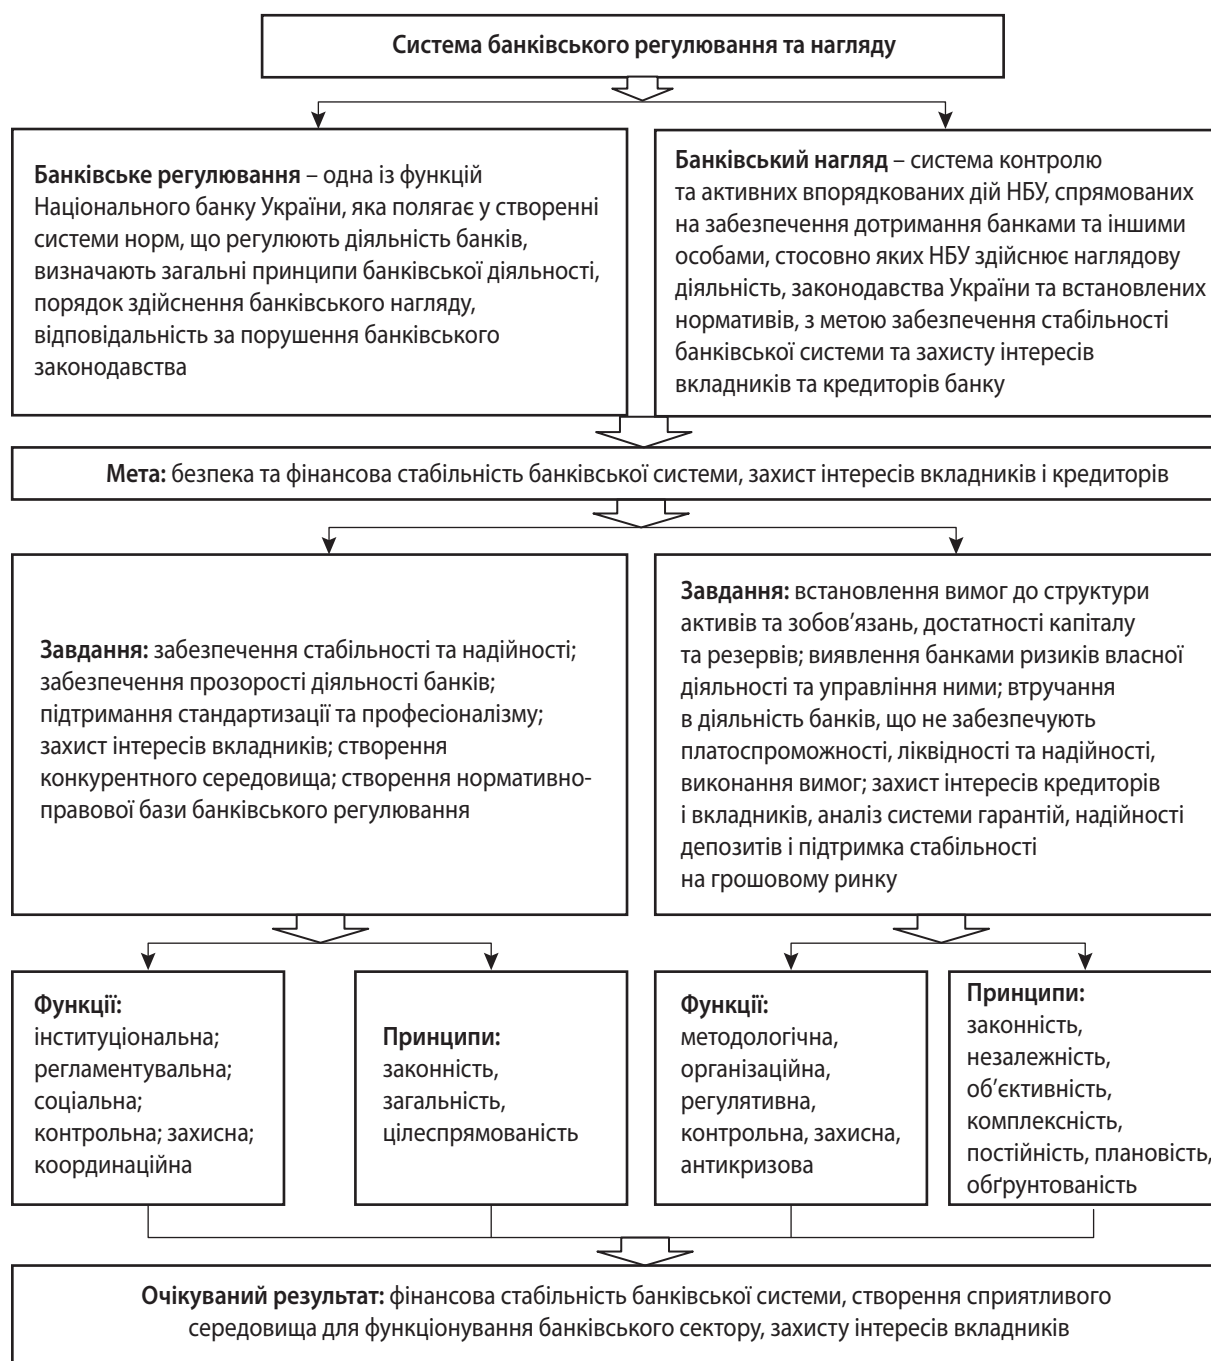 Система банківського регулювання та нагляду
Банківське регулювання – одна із функцій
Національного банку України, яка полягає у створенні
системи норм, що регулюють діяльність банків,
визначають загальні принципи банківської діяльності,
порядок здійснення банківського нагляду,
відповідальність за порушення банківського
законодавства
Банківський нагляд – система контролю
та активних впорядкованих дій НБУ, спрямованих
на забезпечення дотримання банками та іншими
особами, стосовно яких НБУ здійснює наглядову
діяльність, законодавства України та встановлених
нормативів, з метою забезпечення стабільності
банківської системи та захисту інтересів
вкладників та кредиторів банку
Мета: безпека та фінансова стабільність банківської системи, захист інтересів вкладників і кредиторів
Завдання: забезпечення стабільності та надійності;
забезпечення прозорості діяльності банків;
підтримання стандартизації та професіоналізму;
захист інтересів вкладників; створення
конкурентного середовища; створення нормативно-
правової бази банківського регулювання
Завдання: встановлення вимог до структури
активів та зобов’язань, достатності капіталу
та резервів; виявлення банками ризиків власної
діяльності та управління ними; втручання
в діяльність банків, що не забезпечують
платоспроможності, ліквідності та надійності,
виконання вимог; захист інтересів кредиторів
і вкладників, аналіз системи гарантій, надійності
депозитів і підтримка стабільності
на грошовому ринку
Функції:
інституціональна;
регламентувальна;
соціальна;
контрольна; захисна;
координаційна
Принципи:
законність,
загальність,
цілеспрямованість
Функції:
методологічна,
організаційна,
регулятивна,
контрольна, захисна,
антикризова
Принципи:
законність,
незалежність,
об’єктивність,
комплексність,
постійність, плановість,
обґрунтованість
Очікуваний результат: фінансова стабільність банківської системи, створення сприятливого
середовища для функціонування банківського сектору, захисту інтересів вкладників